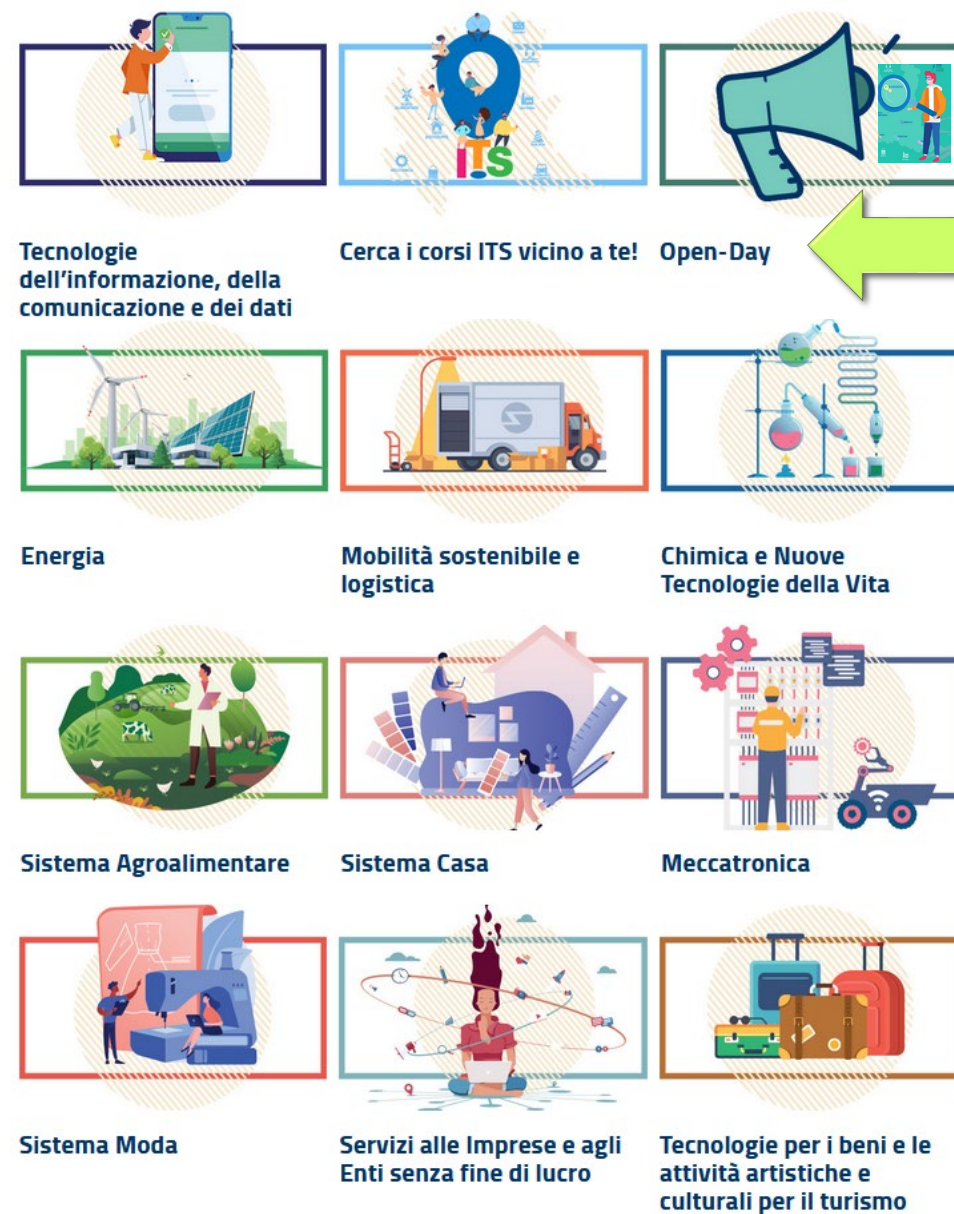 ITS
Tecnologie
dell'informazione, della
comunicazione e dei dati
Cerca i corsi ITS vicino a te!
Open-Day
Energia
Mobilità sostenibile e
logistica
Chimica e Nuove
Tecnologie della Vita
Sistema Agroalimentare
Sistema Casa
Meccatronica
Sistema Moda
Servizi alle Imprese e agli
Enti senza fine di lucro
Tecnologie per i beni e le
attività artistiche e
culturali per il turismo